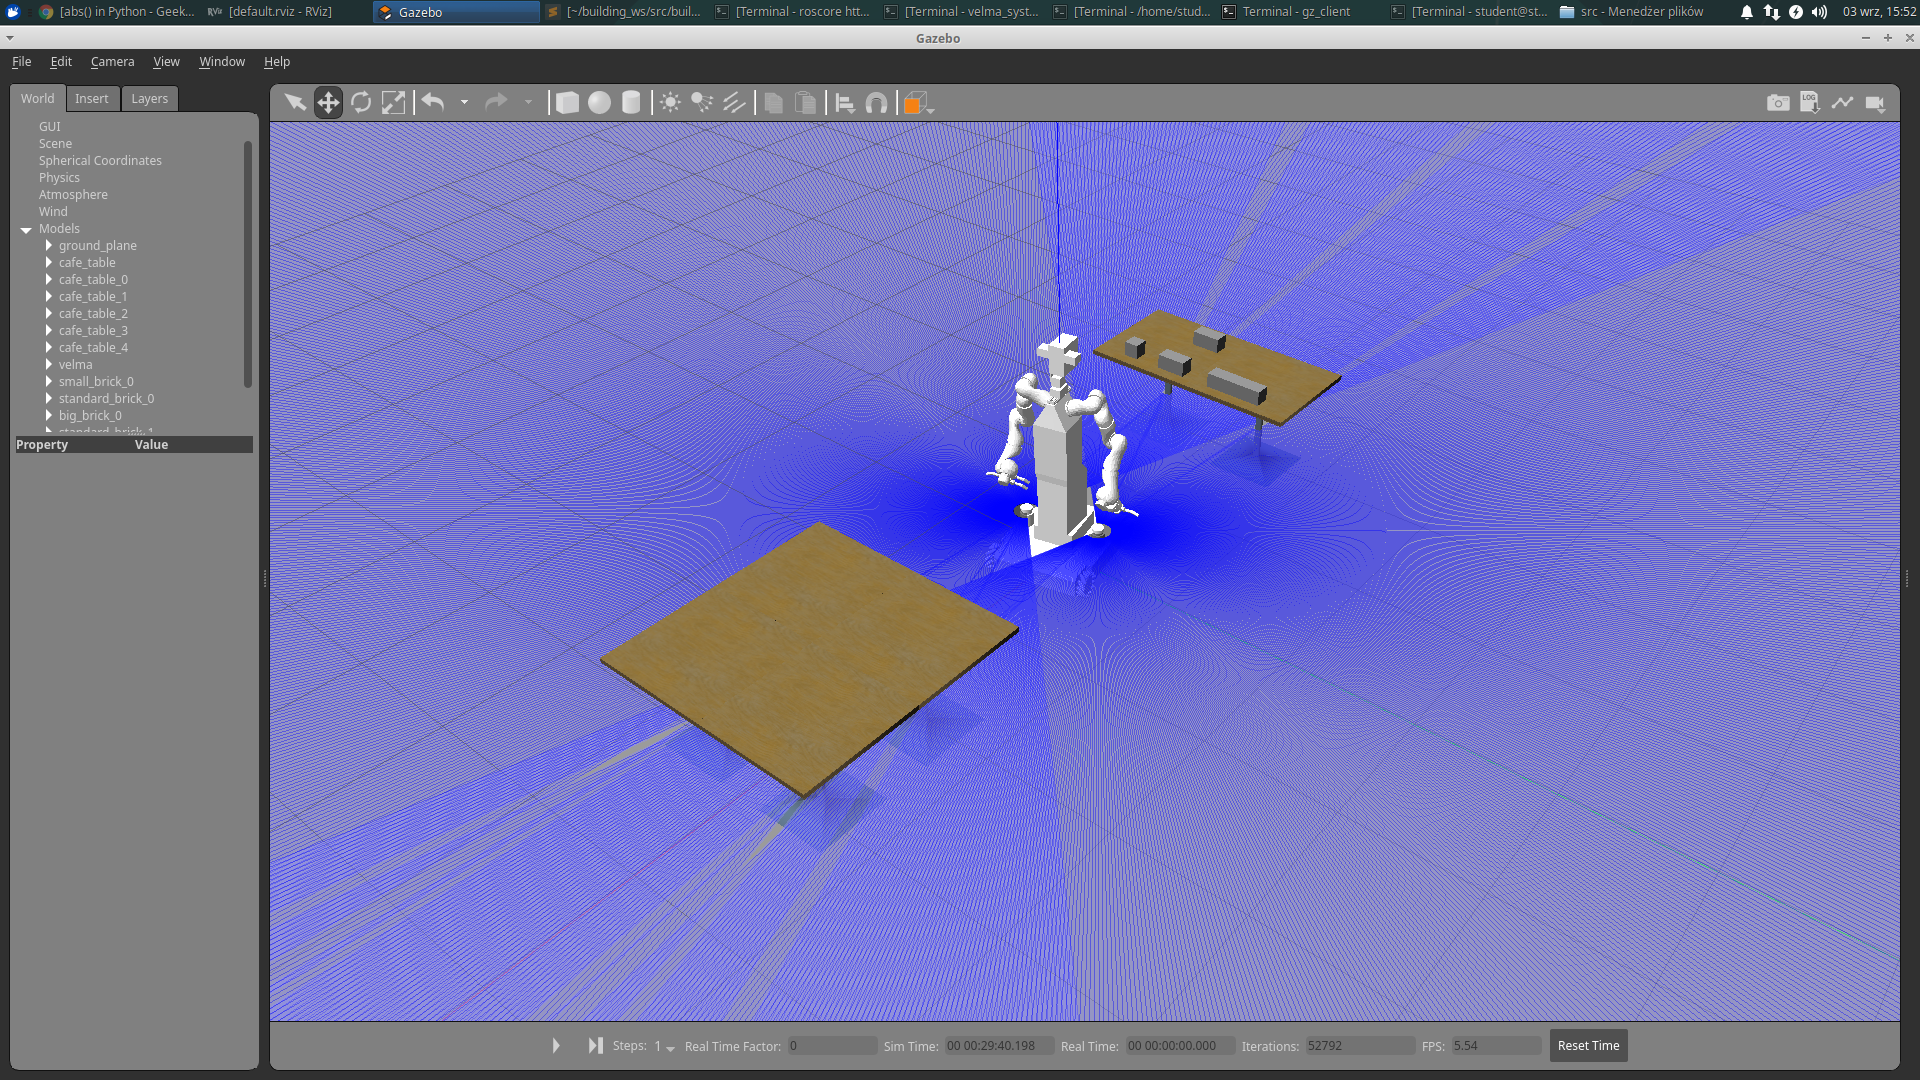 [abs() in Python - Geek... RViz [default.rviz - RViz] Gazebo [~/building_ws/src/buil... [Terminal - roscore htt... [Terminal - velma_syst... [Terminal - /home/stud... Terminal - gz_client [Terminal - student@st... src - Menedżer plików 03 wrz, 15:52
Gazebo
File Edit Camera View Window Help
World Insert Layers
LOG
GUI
Scene
Spherical Coordinates
Physics
Atmosphere
Wind
Models
ground_plane
cafe_table
cafe_table_0
cafe_table_1
cafe_table_2
cafe_table_3
cafe_table_4
velma
small_brick_0
standard_brick_0
big_brick_0
standard_brick_1
Property Value
Steps: 1 Real Time Factor: 0 Sim Time: 00 00:29:40.198 Real Time: 00 00:00:00.000 Iterations: 52792 FPS: 5.54 Reset Time